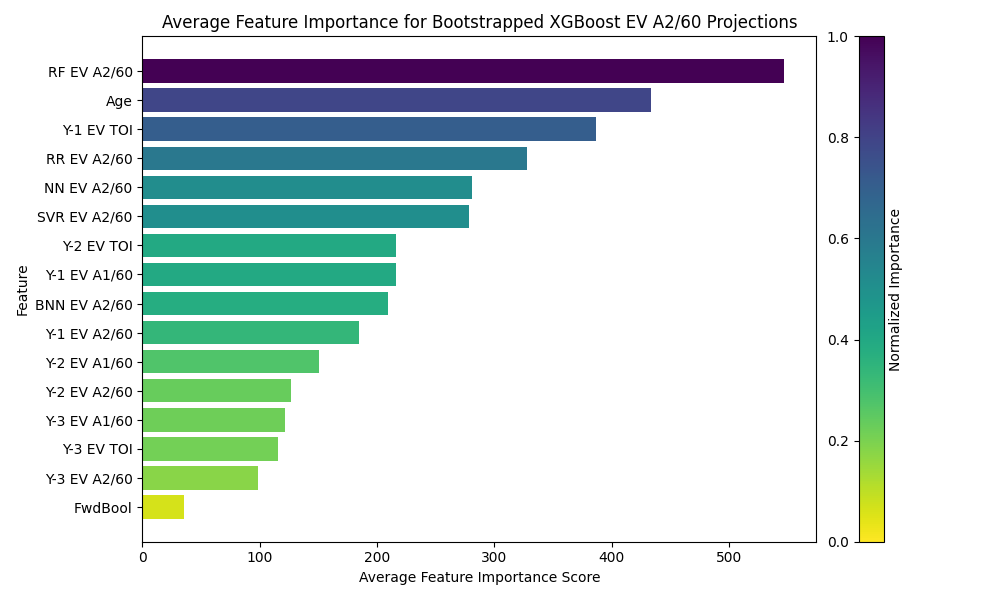 Average Feature Importance for Bootstrapped XGBoost EV A2/60 Projections
Feature
RF EV A2/60
Age
Y-1 EV TOI
RR EV A2/60
NN EV A2/60
SVR EV A2/60
Y-2 EV TOI
Y-1 EV A1/60
BNN EV A2/60
Y-1 EV A2/60
Y-2 EV A1/60
Y-2 EV A2/60
Y-3 EV A1/60
Y-3 EV TOI
Y-3 EV A2/60
FwdBool
0 100 200 300 400 500
Average Feature Importance Score
1.0
0.8
0.6
0.4
0.2
0.0
Normalized Importance